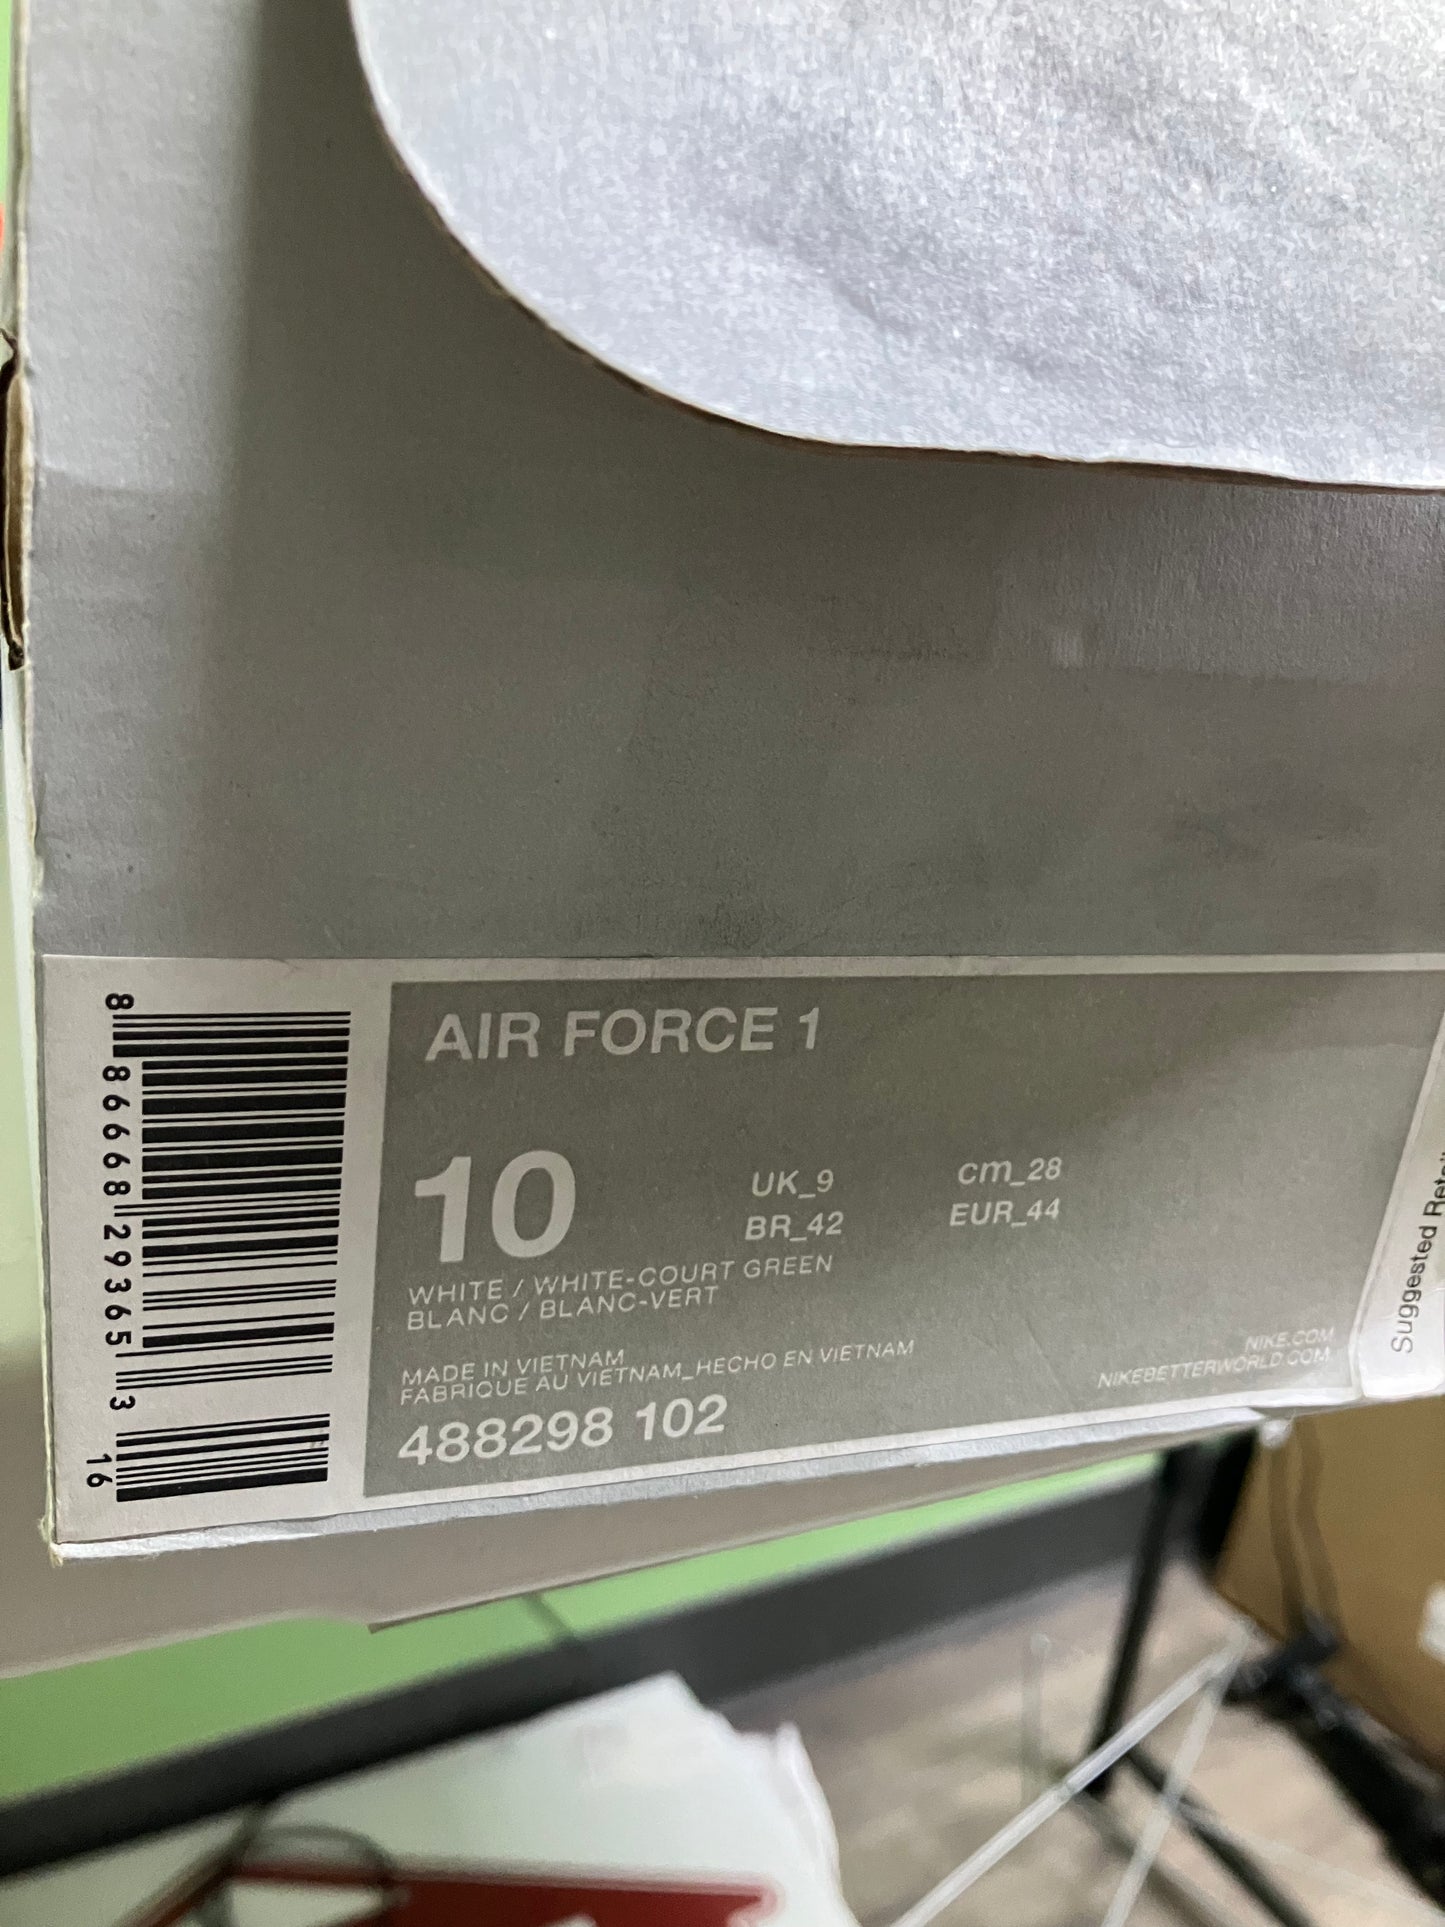 AIR FORCE 1
10
UK_9 cm_28
BR_42 EUR_44
WHITE / WHITE-COURT GREEN
BLANC / BLANC-VERT
MADE IN VIETNAM
FABRIQUE AU VIETNAM_HECHO EN VIETNAM
488298 102
NIKE.COM
NIKEBETTERWORLD.COM
8 86668 29365 3
16
Suggested